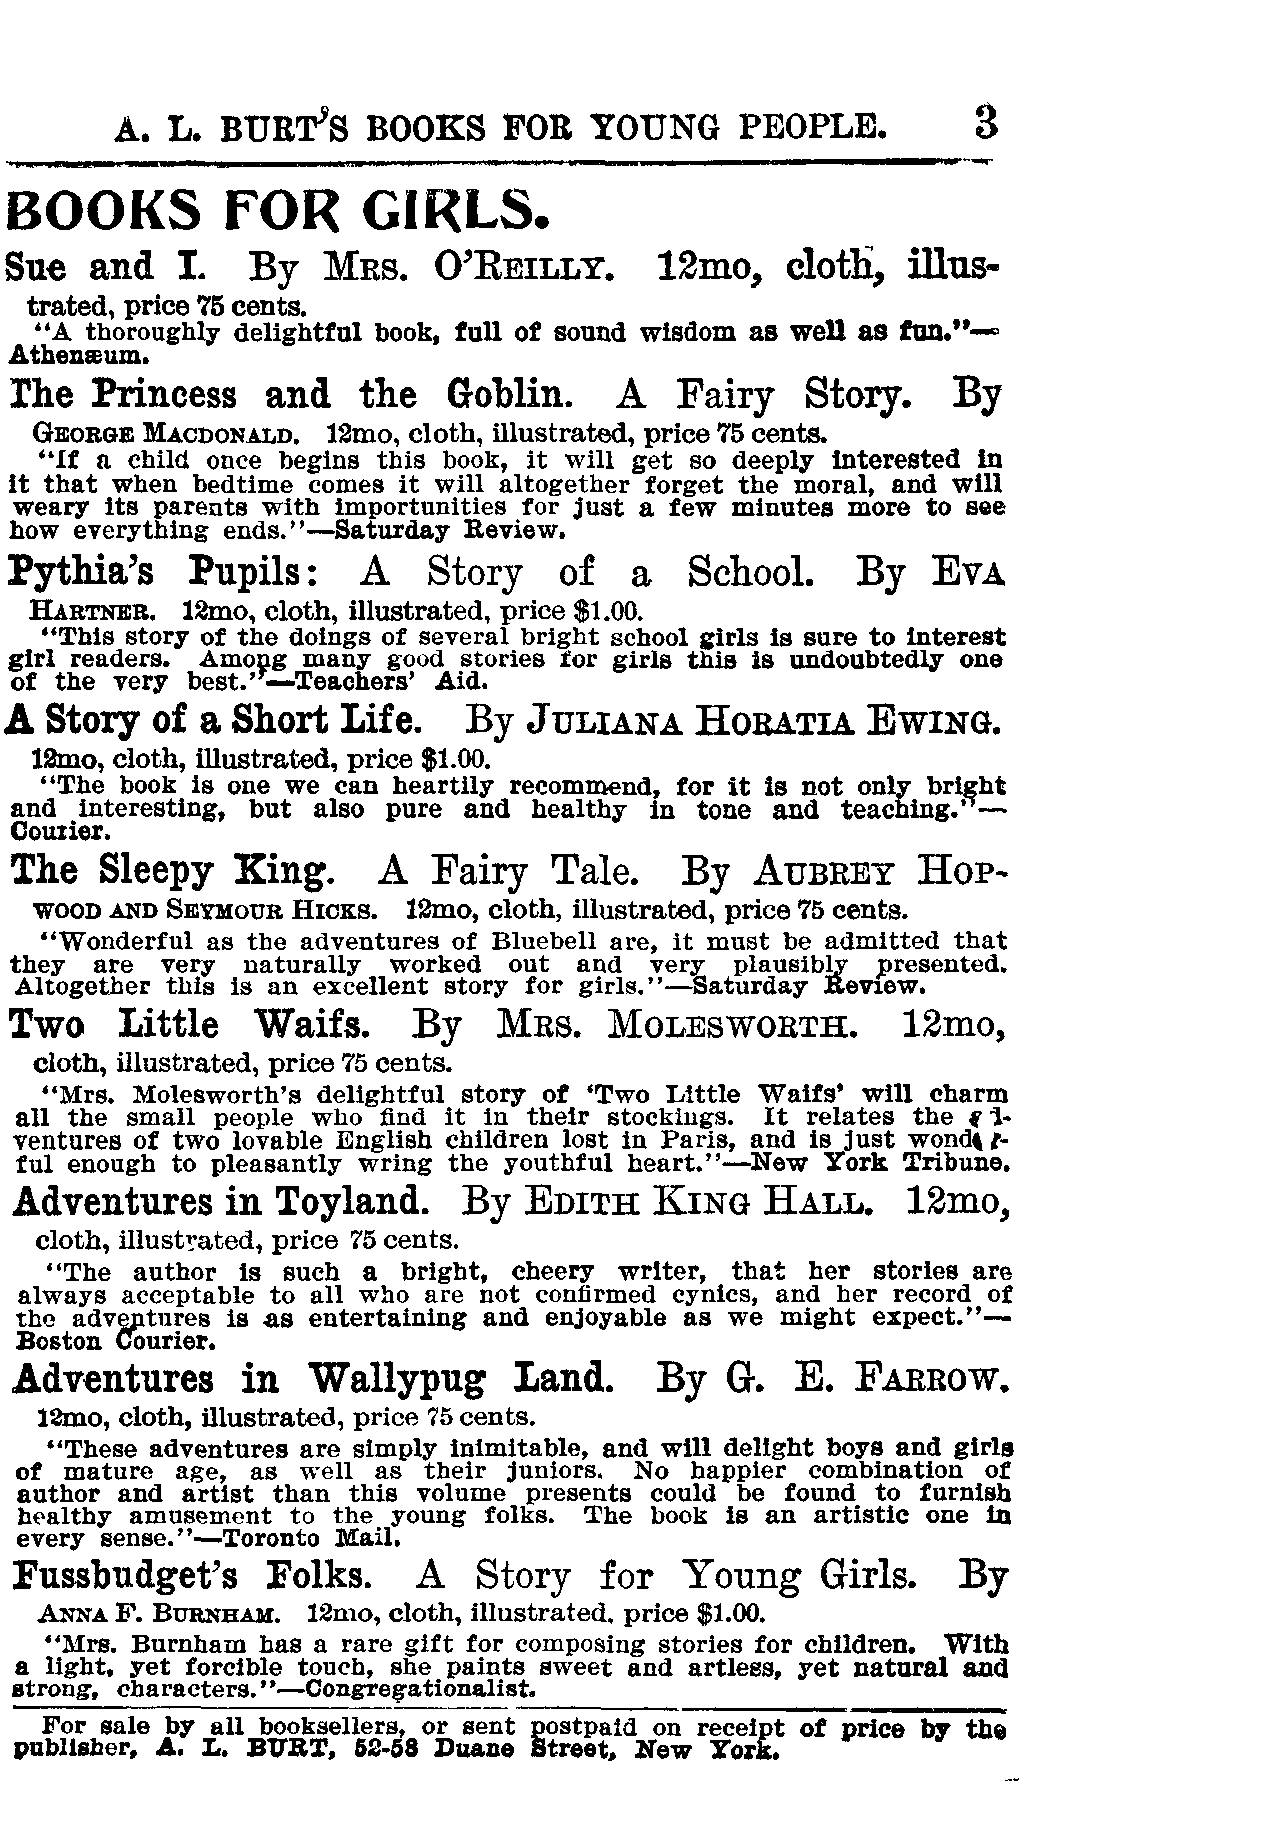 A. L. BURT'S BOOKS FOR YOUNG PEOPLE. 3
BOOKS FOR GIRLS.
Sue and I. By MRS. O'REILLY. 12mo, cloth, illus-
trated, price 75 cents.
"A thoroughly delightful book, full of sound wisdom as well as fun."—
Athenæum.
The Princess and the Goblin. A Fairy Story. By
GEORGE MACDONALD. 12mo, cloth, illustrated, price 75 cents.
"If a child once begins this book, it will get so deeply interested in
it that when bedtime comes it will altogether forget the moral, and will
weary its parents with importunities for just a few minutes more to see
how everything ends."—Saturday Review.
Pythia's Pupils: A Story of a School. By EVA
HARTNER. 12mo, cloth, illustrated, price $1.00.
"This story of the doings of several bright school girls is sure to interest
girl readers. Among many good stories for girls this is undoubtedly one
of the very best."—Teachers' Aid.
A Story of a Short Life. By JULIANA HORATIA EWING.
12mo, cloth, illustrated, price $1.00.
"The book is one we can heartily recommend, for it is not only bright
and interesting, but also pure and healthy in tone and teaching."—
Courier.
The Sleepy King. A Fairy Tale. By AUBREY HOP-
WOOD AND SEYMOUR HICKS. 12mo, cloth, illustrated, price 75 cents.
"Wonderful as the adventures of Bluebell are, it must be admitted that
they are very naturally worked out and very plausibly presented.
Altogether this is an excellent story for girls."—Saturday Review.
Two Little Waifs. By MRS. MOLESWORTH. 12mo,
cloth, illustrated, price 75 cents.
"Mrs. Molesworth's delightful story of 'Two Little Waifs' will charm
all the small people who find it in their stockings. It relates the ad-
ventures of two lovable English children lost in Paris, and is just wonder-
ful enough to pleasantly wring the youthful heart."—New York Tribune.
Adventures in Toyland. By EDITH KING HALL. 12mo,
cloth, illustrated, price 75 cents.
"The author is such a bright, cheery writer, that her stories are
always acceptable to all who are not confirmed cynics, and her record of
the adventures is as entertaining and enjoyable as we might expect."—
Boston Courier.
Adventures in Wallypug Land. By G. E. FARROW.
12mo, cloth, illustrated, price 75 cents.
"These adventures are simply inimitable, and will delight boys and girls
of mature age, as well as their juniors. No happier combination of
author and artist than this volume presents could be found to furnish
healthy amusement to the young folks. The book is an artistic one in
every sense."—Toronto Mail.
Fussbudget's Folks. A Story for Young Girls. By
ANNA F. BURNHAM. 12mo, cloth, illustrated, price $1.00.
"Mrs. Burnham has a rare gift for composing stories for children. With
a light, yet forcible touch, she paints sweet and artless, yet natural and
strong, characters."—Congregationalist.
For sale by all booksellers, or sent postpaid on receipt of price by the
publisher, A. L. BURT, 52-58 Duane Street, New York.